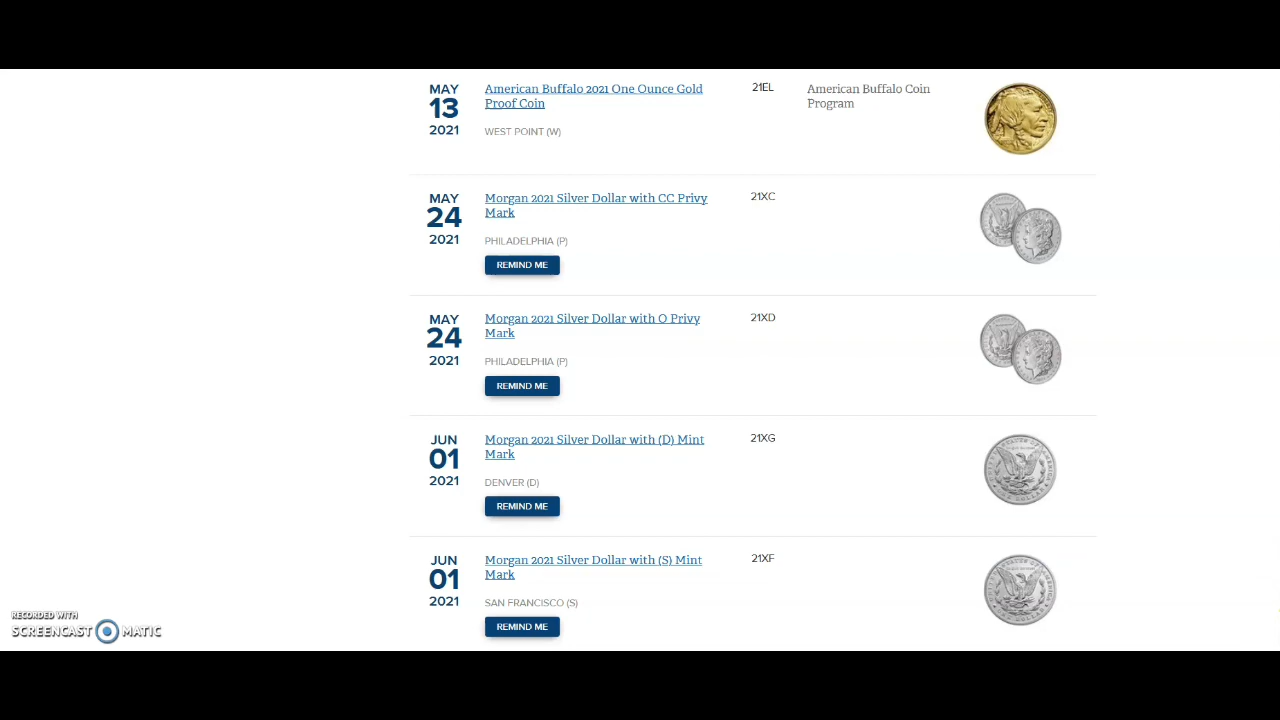 MAY
13
2021
American Buffalo 2021 One Ounce Gold
Proof Coin
WEST POINT (W)
21EL
American Buffalo Coin
Program
MAY
24
2021
Morgan 2021 Silver Dollar with CC Privy
Mark
PHILADELPHIA (P)
REMIND ME
21XC
MAY
24
2021
Morgan 2021 Silver Dollar with O Privy
Mark
PHILADELPHIA (P)
REMIND ME
21XD
JUN
01
2021
Morgan 2021 Silver Dollar with (D) Mint
Mark
DENVER (D)
REMIND ME
21XG
JUN
01
2021
Morgan 2021 Silver Dollar with (S) Mint
Mark
SAN FRANCISCO (S)
REMIND ME
21XF
RECORDED WITH
SCREENCAST MATIC